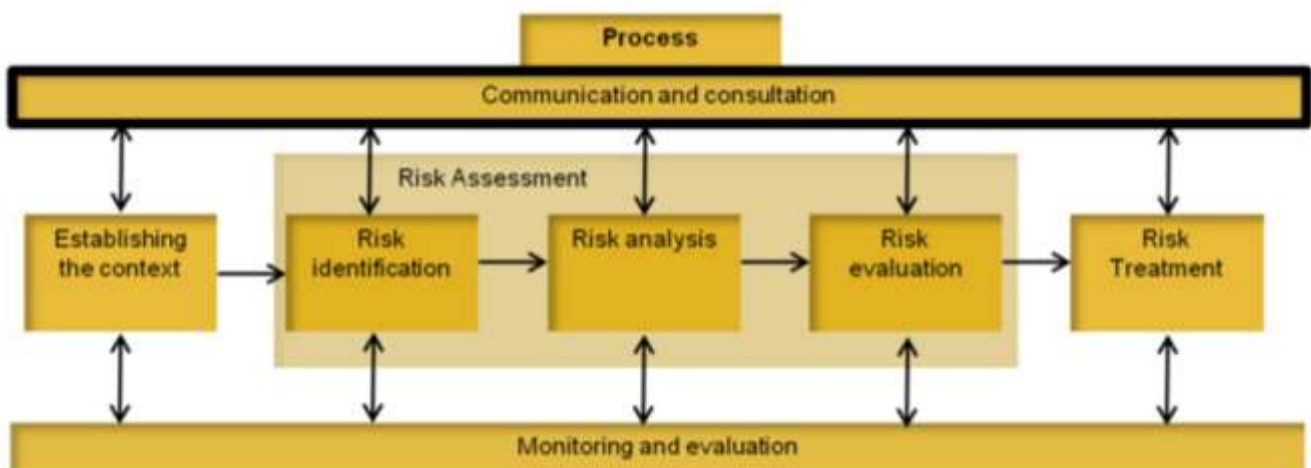 Process
Communication and consultation
Risk Assessment
Establishing
the context
Risk
identification
Risk analysis
Risk
evaluation
Risk
Treatment
Monitoring and evaluation